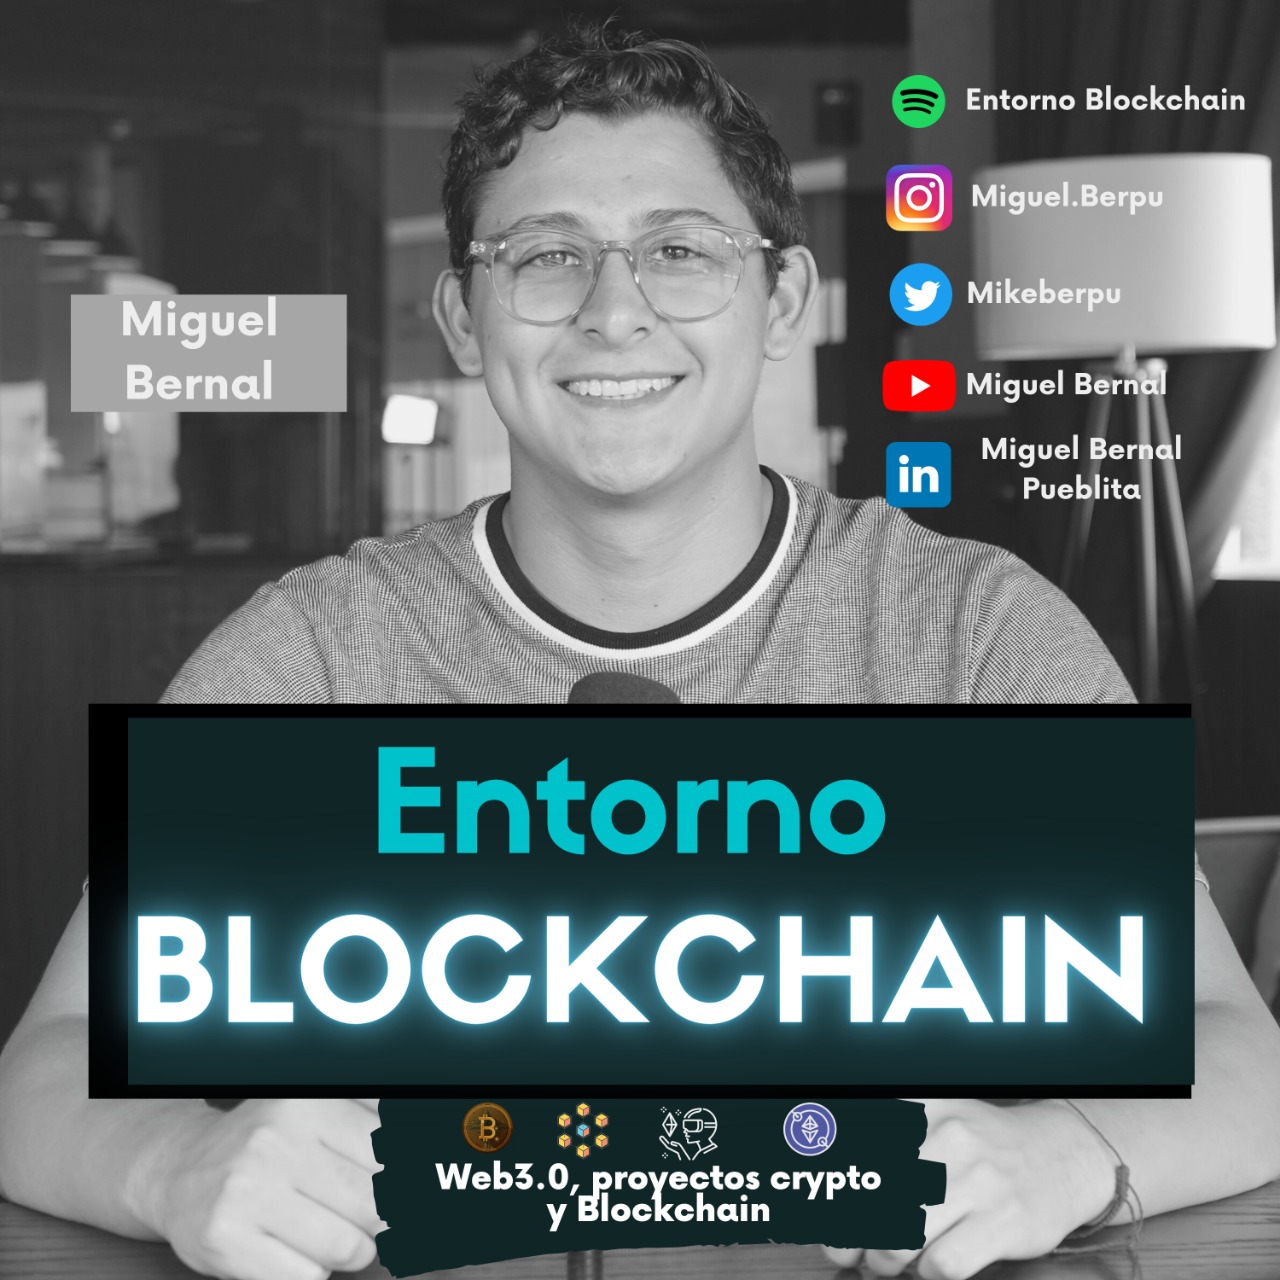 Entorno Blockchain
Miguel.Berpu
Mikeberpu
Miguel Bernal
Miguel Bernal
Pueblita
Miguel
Bernal
Entorno
BLOCKCHAIN
Web3.0, proyectos crypto
y Blockchain